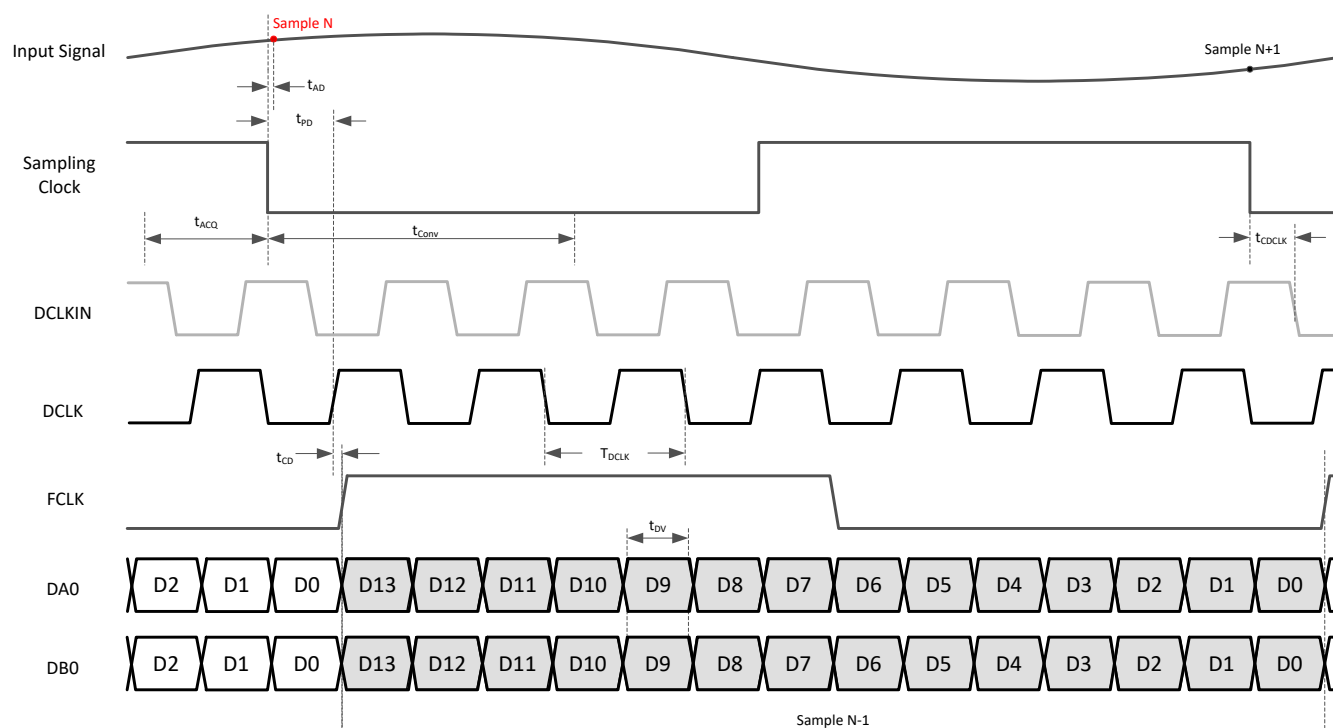 Sample N
Input Signal
Sample N+1
tAD
tPD
Sampling
Clock
tACQ
tConv
tCDCLK
DCLKIN
DCLK
tCD
TDCLK
FCLK
tDV
DA0
D2 D1 D0 D13 D12 D11 D10 D9 D8 D7 D6 D5 D4 D3 D2 D1 D0
DB0
D2 D1 D0 D13 D12 D11 D10 D9 D8 D7 D6 D5 D4 D3 D2 D1 D0
Sample N-1